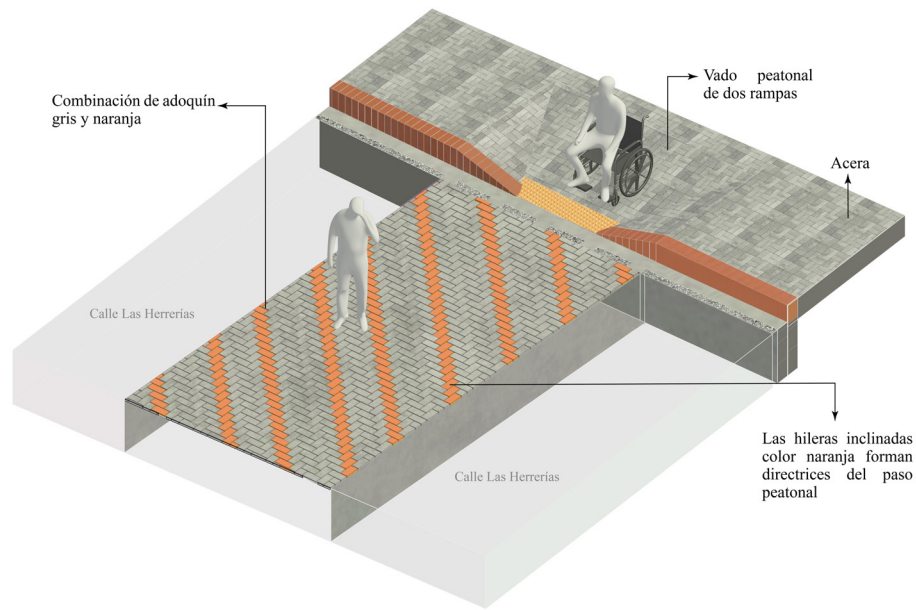 Combinación de adoquín
gris y naranja
Vado peatonal
de dos rampas
Acera
Calle Las Herrerías
Calle Las Herrerías
Las hileras inclinadas
color naranja forman
directrices del paso
peatonal